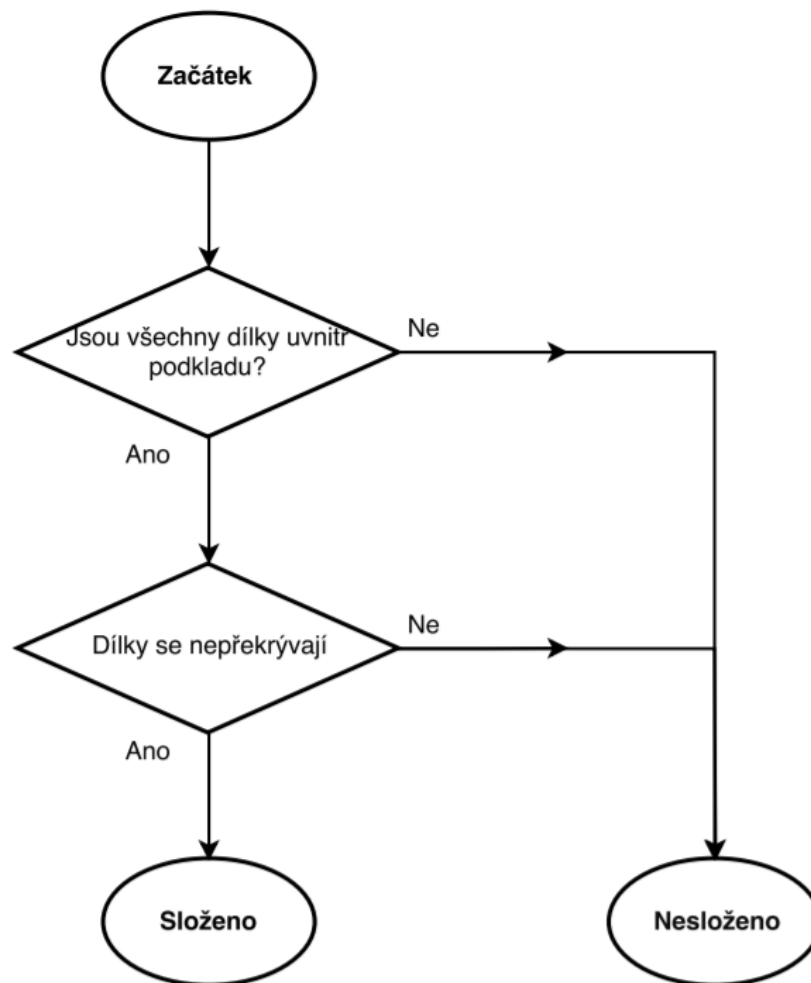 Začátek
Jsou všechny dílky uvnitř
podkladu?
Ne
Ano
Dílky se nepřekrývají
Ne
Ano
Složeno
Nesloženo